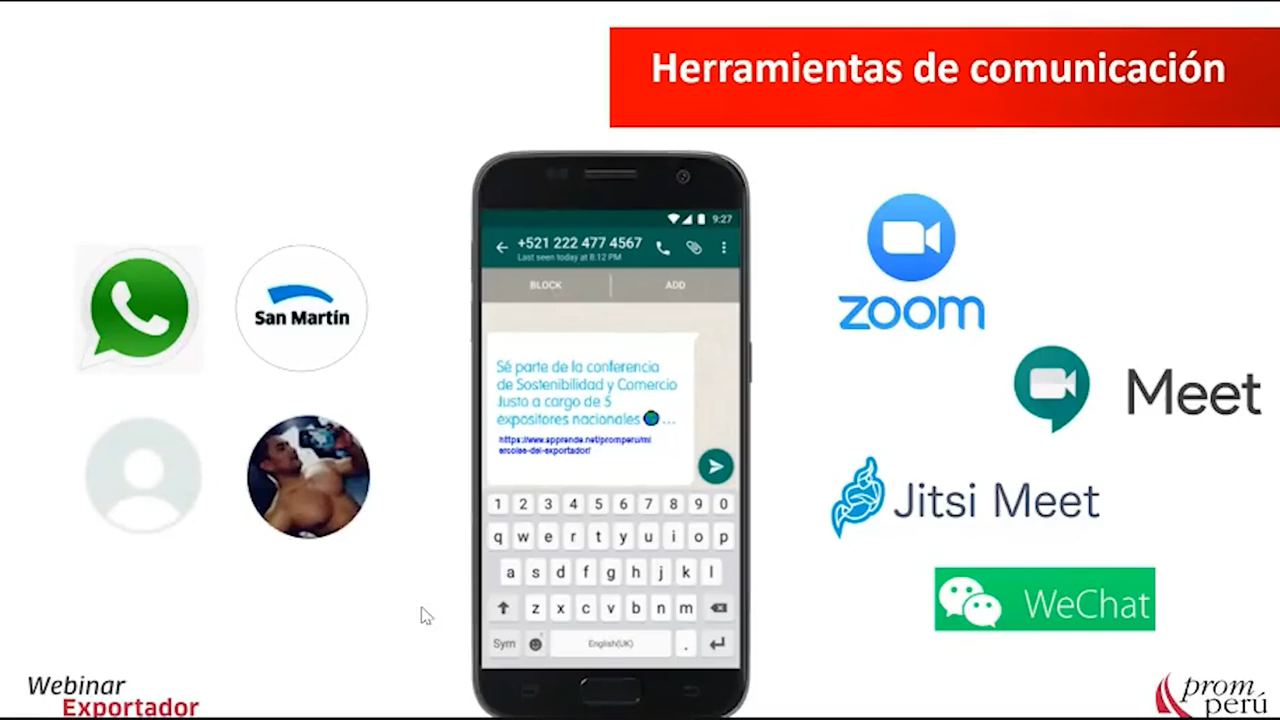 Herramientas de comunicación
San Martín
9:27
+521 222 477 4567
Last seen today at 8:12 PM
BLOCK
ADD
Sé parte de la conferencia
de Sostenibilidad y Comercio
Justo a cargo de 5
expositores nacionales ...
https://www.apprende.net/promperu/mi
ercoles-del-exportador/
1 2 3 4 5 6 7 8 9 0
q w e r t y u i o p
a s d f g h j k l
z x c v b n m
Sym
English(UK)
.
zoom
Meet
Jitsi Meet
WeChat
Webinar
Exportador
prom
perú